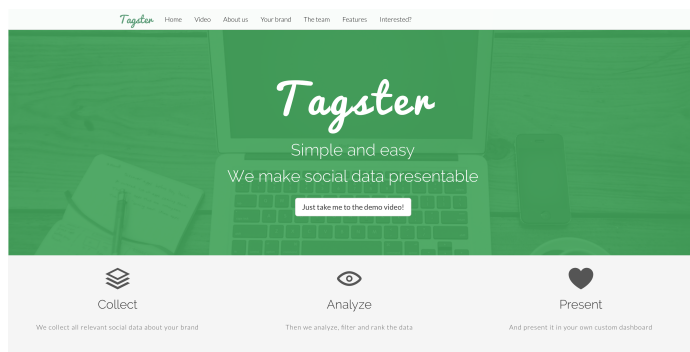 Tagster Home Video About us Your brand The team Features Interested?
Tagster
Simple and easy
We make social data presentable
Just take me to the demo video!
Collect Analyze Present
We collect all relevant social data about your brand Then we analyze, filter and rank the data And present it in your own custom dashboard